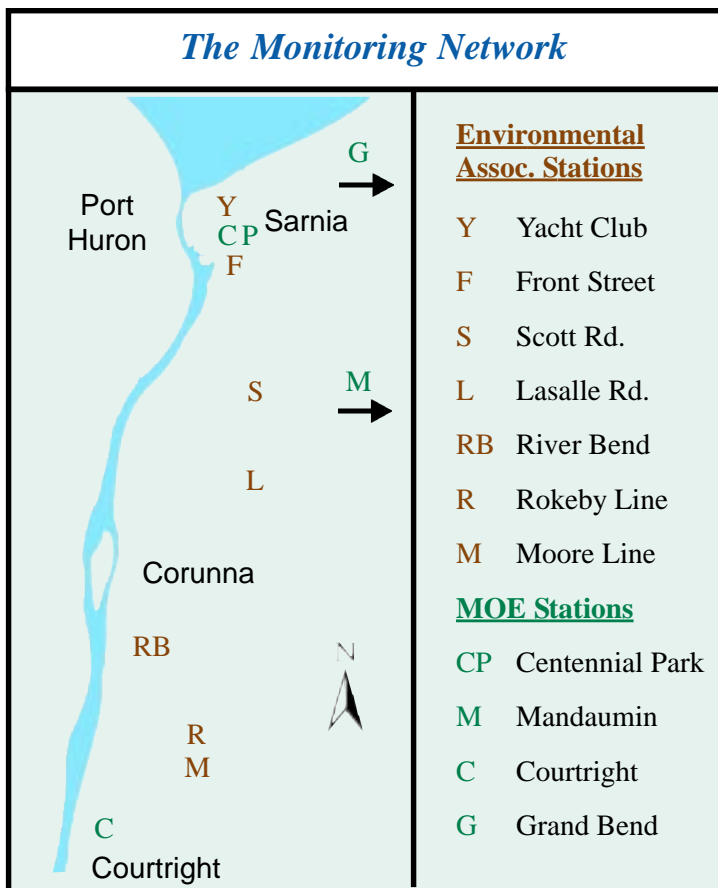 The Monitoring Network
G
Port
Huron
Y
Sarnia
CP
F
S
M
L
Corunna
RB
N
R
M
C
Courtright
Environmental
Assoc. Stations
Y Yacht Club
F Front Street
S Scott Rd.
L Lasalle Rd.
RB River Bend
R Rokeby Line
M Moore Line
MOE Stations
CP Centennial Park
M Mandaumin
C Courtright
G Grand Bend